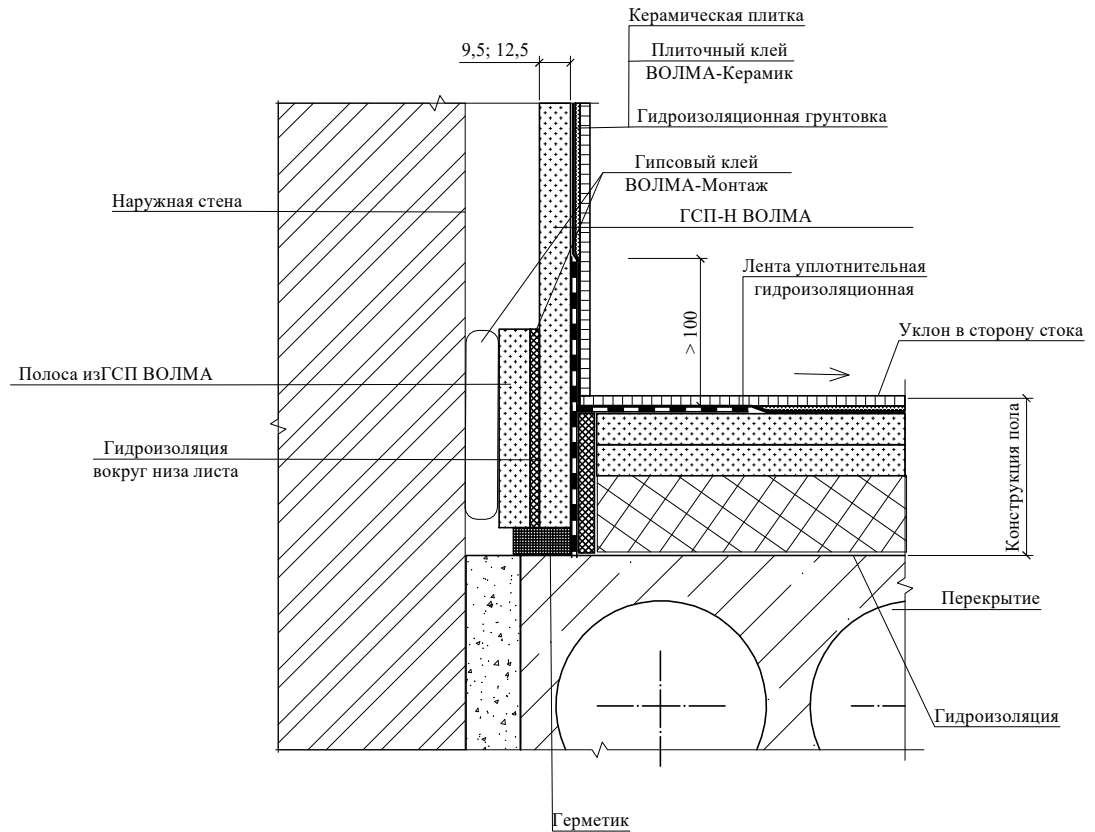 Керамическая плитка
9,5; 12,5
Плиточный клей
ВОЛМА-Керамик
Гидроизоляционная грунтовка
Гипсовый клей
ВОЛМА-Монтаж
Наружная стена
ГСП-Н ВОЛМА
Лента уплотнительная
гидроизоляционная
> 100
Уклон в сторону стока
Полоса изГСП ВОЛМА
Гидроизоляция
вокруг низа листа
Конструкция пола
Перекрытие
Гидроизоляция
Герметик